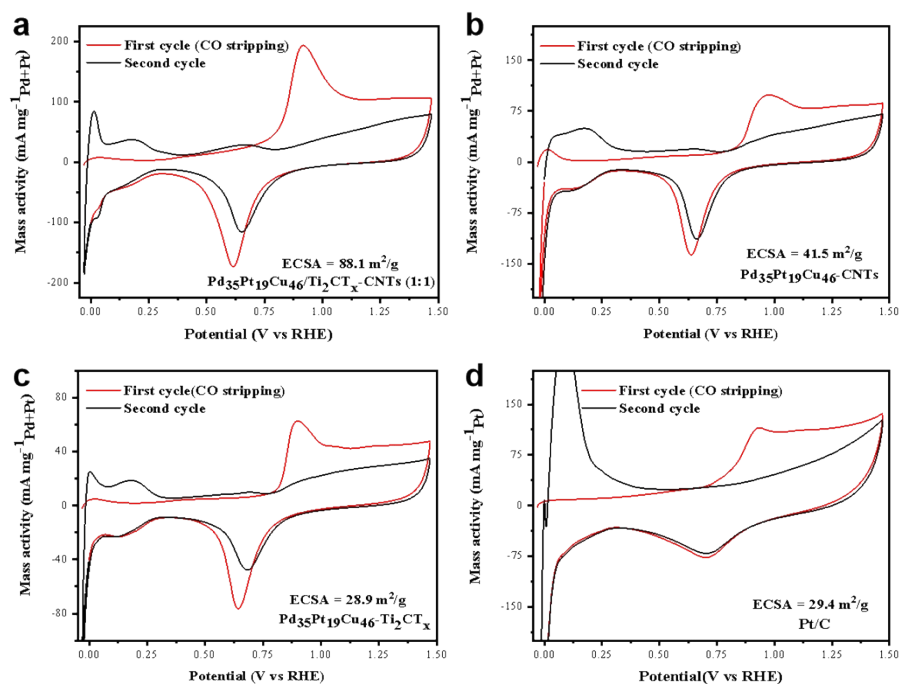 a
First cycle (CO stripping)
Second cycle
Mass activity (mA mg⁻¹Pd+Pt)
200
100
0
-100
-200
ECSA = 88.1 m²/g
Pd₃₅Pt₁₉Cu₄₆/Ti₂CTₓ-CNTs (1:1)
0.00 0.25 0.50 0.75 1.00 1.25 1.50
Potential (V vs RHE)
b
First cycle (CO stripping)
Second cycle
Mass activity (mA mg⁻¹Pd+Pt)
150
75
0
-75
-150
ECSA = 41.5 m²/g
Pd₃₅Pt₁₉Cu₄₆-CNTs
0.00 0.25 0.50 0.75 1.00 1.25 1.50
Potential (V vs RHE)
c
First cycle(CO stripping)
Second cycle
Mass activity (mA mg⁻¹Pd+Pt)
80
40
0
-40
-80
ECSA = 28.9 m²/g
Pd₃₅Pt₁₉Cu₄₆-Ti₂CTₓ
0.00 0.25 0.50 0.75 1.00 1.25 1.50
Potential (V vs RHE)
d
First cycle(CO stripping)
Second cycle
Mass activity (mA mg⁻¹Pt)
150
75
0
-75
-150
ECSA = 29.4 m²/g
Pt/C
0.00 0.25 0.50 0.75 1.00 1.25 1.50
Potential(V vs RHE)